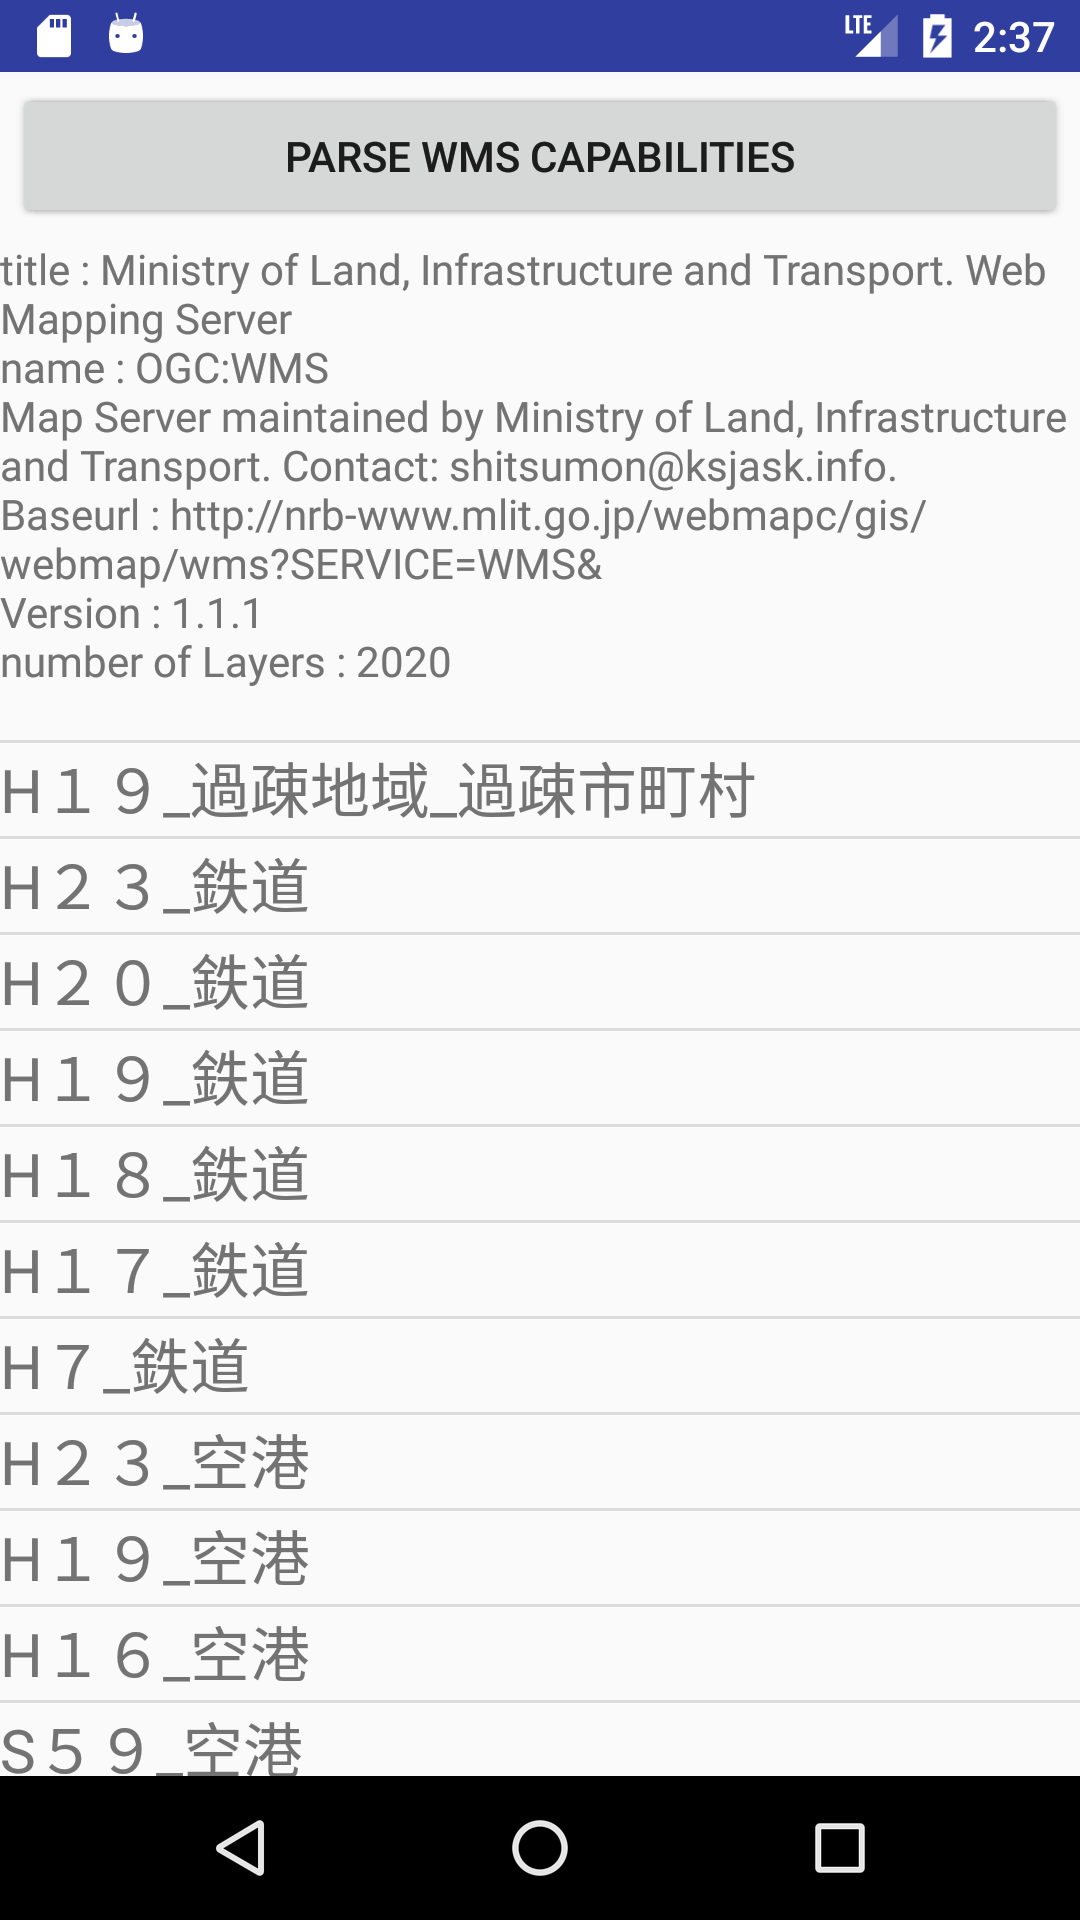 LTE 2:37
PARSE WMS CAPABILITIES
title : Ministry of Land, Infrastructure and Transport. Web
Mapping Server
name : OGC:WMS
Map Server maintained by Ministry of Land, Infrastructure
and Transport. Contact: shitsumon@ksjask.info.
Baseurl : http://nrb-www.mlit.go.jp/webmapc/gis/
webmap/wms?SERVICE=WMS&
Version : 1.1.1
number of Layers : 2020
H１９_過疎地域_過疎市町村
H２３_鉄道
H２０_鉄道
H１９_鉄道
H１８_鉄道
H１７_鉄道
H７_鉄道
H２３_空港
H１９_空港
H１６_空港
S５９_空港